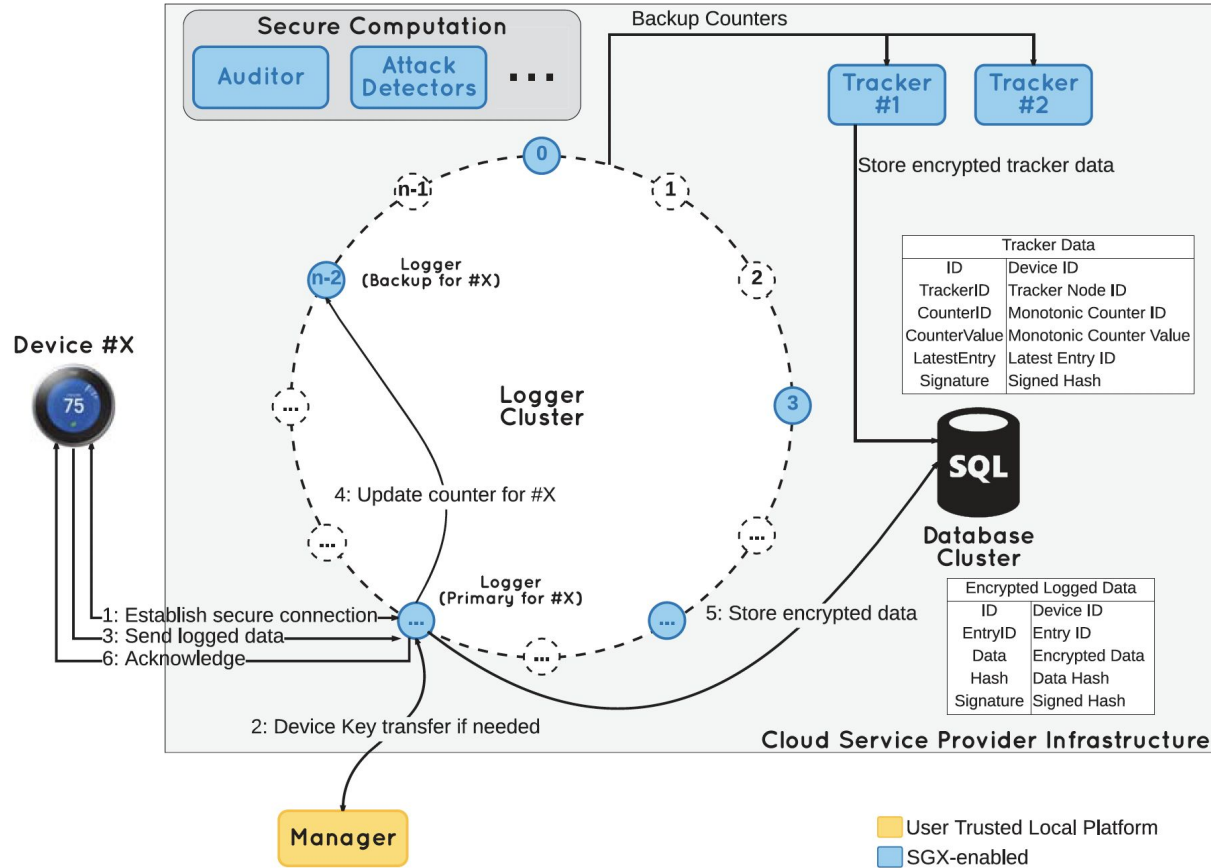 Secure Computation
Auditor
Attack
Detectors
...
Backup Counters
Tracker
#1
Tracker
#2
Store encrypted tracker data
0
n-1
1
n-2
Logger
(Backup for #X)
2
Tracker Data
ID Device ID
TrackerID Tracker Node ID
CounterID Monotonic Counter ID
CounterValue Monotonic Counter Value
LatestEntry Latest Entry ID
Signature Signed Hash
Device #X
75
...
Logger
Cluster
3
SQL
Database
Cluster
4: Update counter for #X
...
...
Logger
(Primary for #X)
...
...
...
1: Establish secure connection
3: Send logged data
6: Acknowledge
5: Store encrypted data
Encrypted Logged Data
ID Device ID
EntryID Entry ID
Data Encrypted Data
Hash Data Hash
Signature Signed Hash
2: Device Key transfer if needed
Cloud Service Provider Infrastructure
Manager
User Trusted Local Platform
SGX-enabled